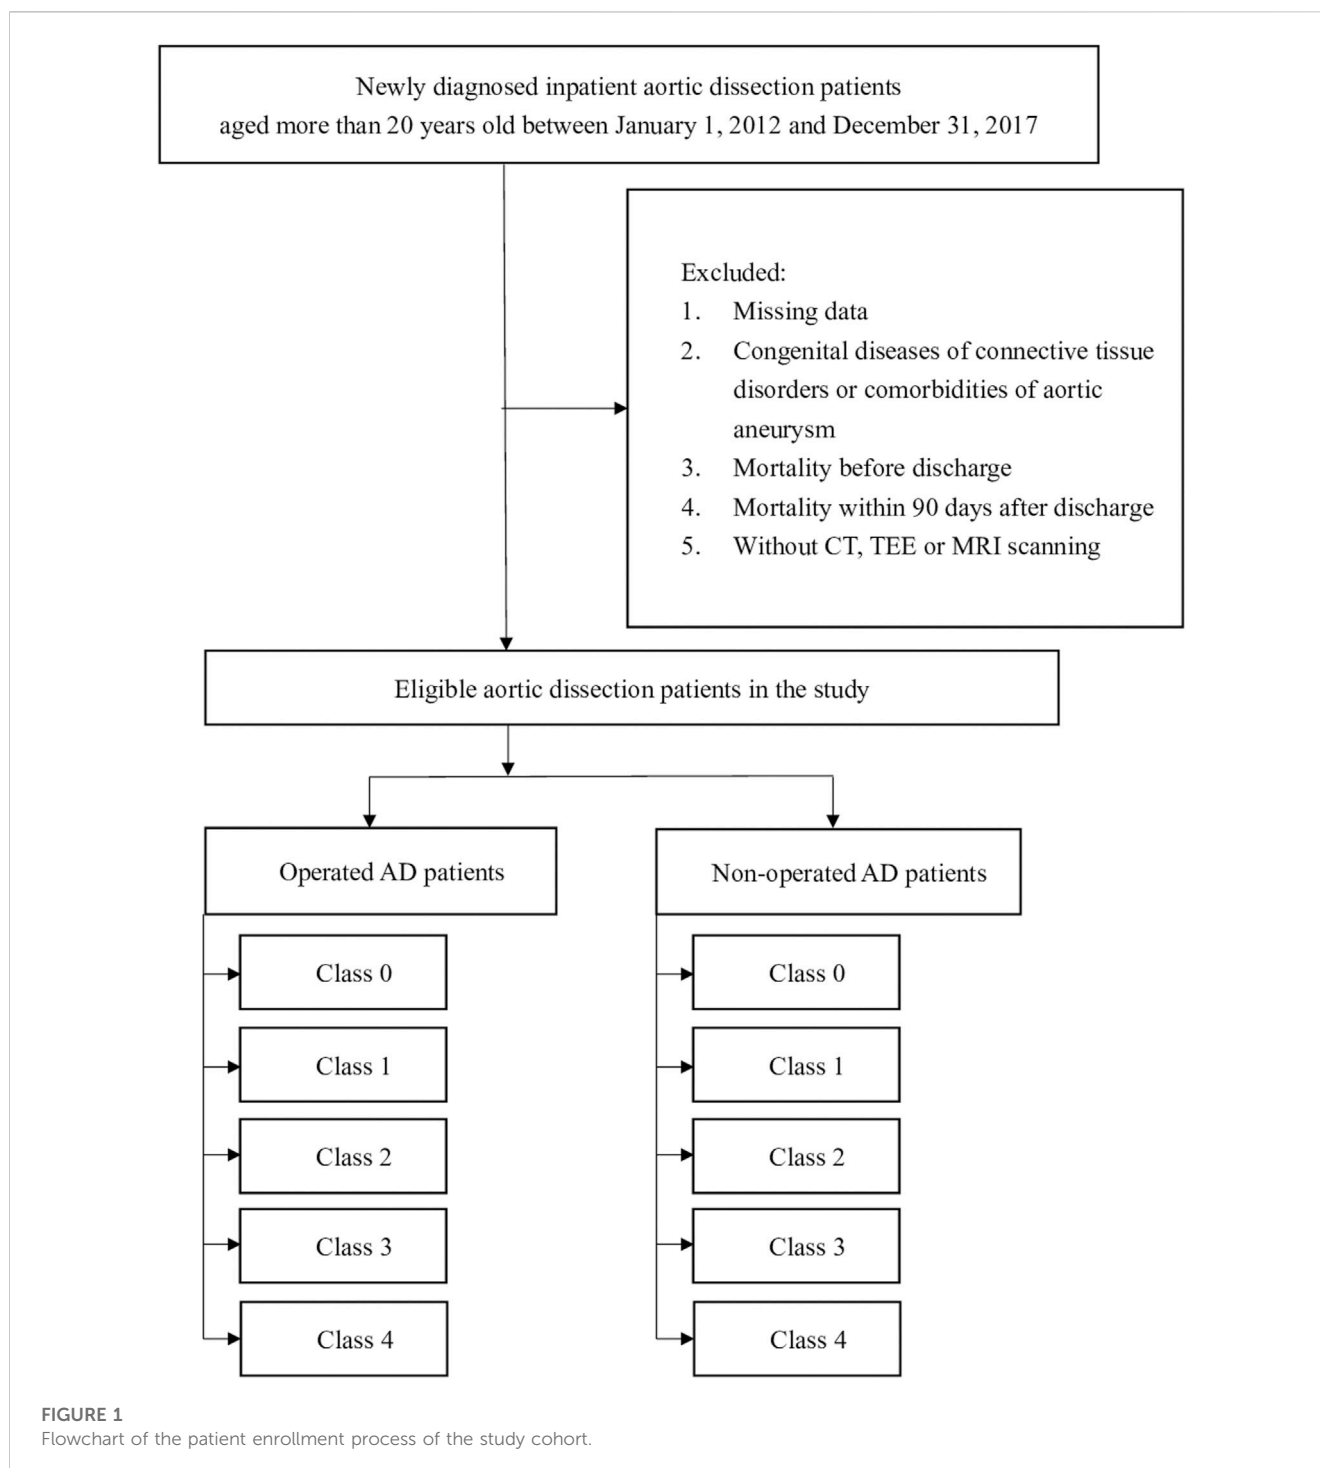 Newly diagnosed inpatient aortic dissection patients
aged more than 20 years old between January 1, 2012 and December 31, 2017
Excluded:
1. Missing data
2. Congenital diseases of connective tissue
disorders or comorbidities of aortic
aneurysm
3. Mortality before discharge
4. Mortality within 90 days after discharge
5. Without CT, TEE or MRI scanning
Eligible aortic dissection patients in the study
Operated AD patients
Class 0
Class 1
Class 2
Class 3
Class 4
Non-operated AD patients
Class 0
Class 1
Class 2
Class 3
Class 4
FIGURE 1
Flowchart of the patient enrollment process of the study cohort.